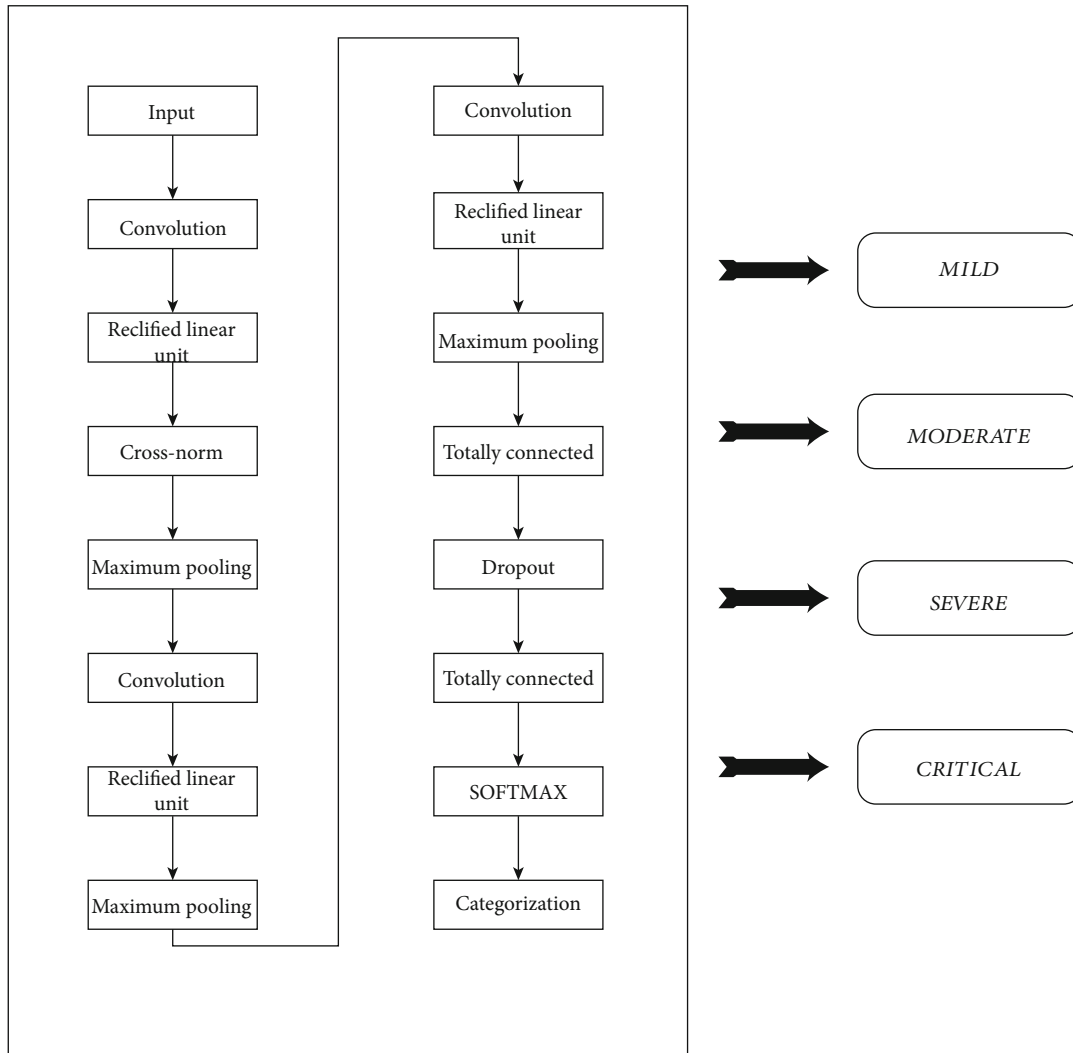 Input
Convolution
Reclified linear
unit
Cross-norm
Maximum pooling
Convolution
Reclified linear
unit
Maximum pooling
Convolution
Reclified linear
unit
Maximum pooling
Totally connected
Dropout
Totally connected
SOFTMAX
Categorization
MILD
MODERATE
SEVERE
CRITICAL